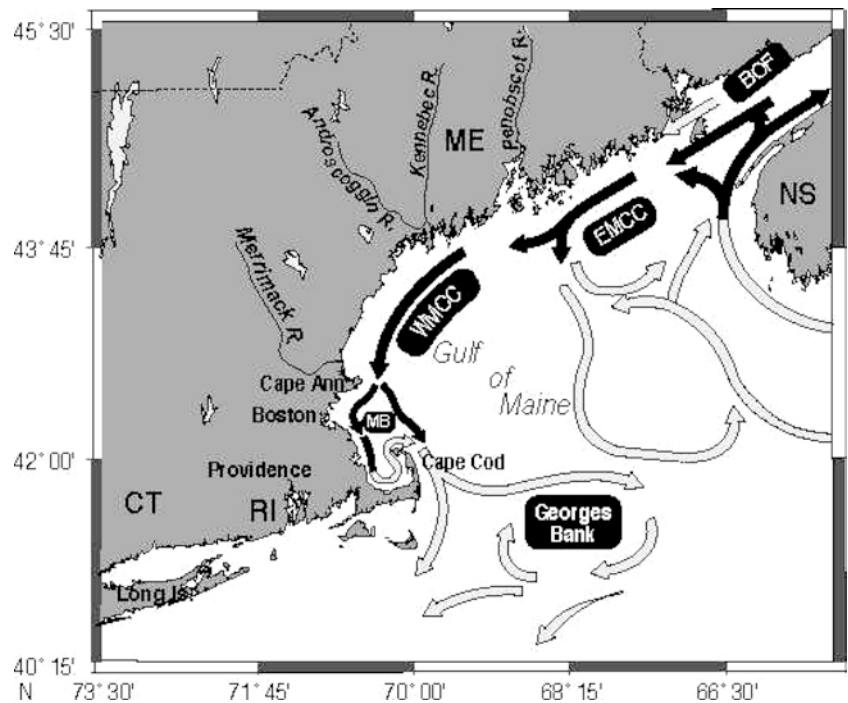 45° 30'
BOF
Penobscot R.
Kennebec R.
ME
Androscoggin R.
NS
EMCC
43° 45'
Merrimack R.
WMCC
Gulf
of
Maine
Cape Ann
Boston
MB
42° 00'
Cape Cod
Providence
CT
RI
Georges
Bank
Long Is.
40° 15'
N
73° 30'
71° 45'
70° 00'
68° 15'
66° 30'